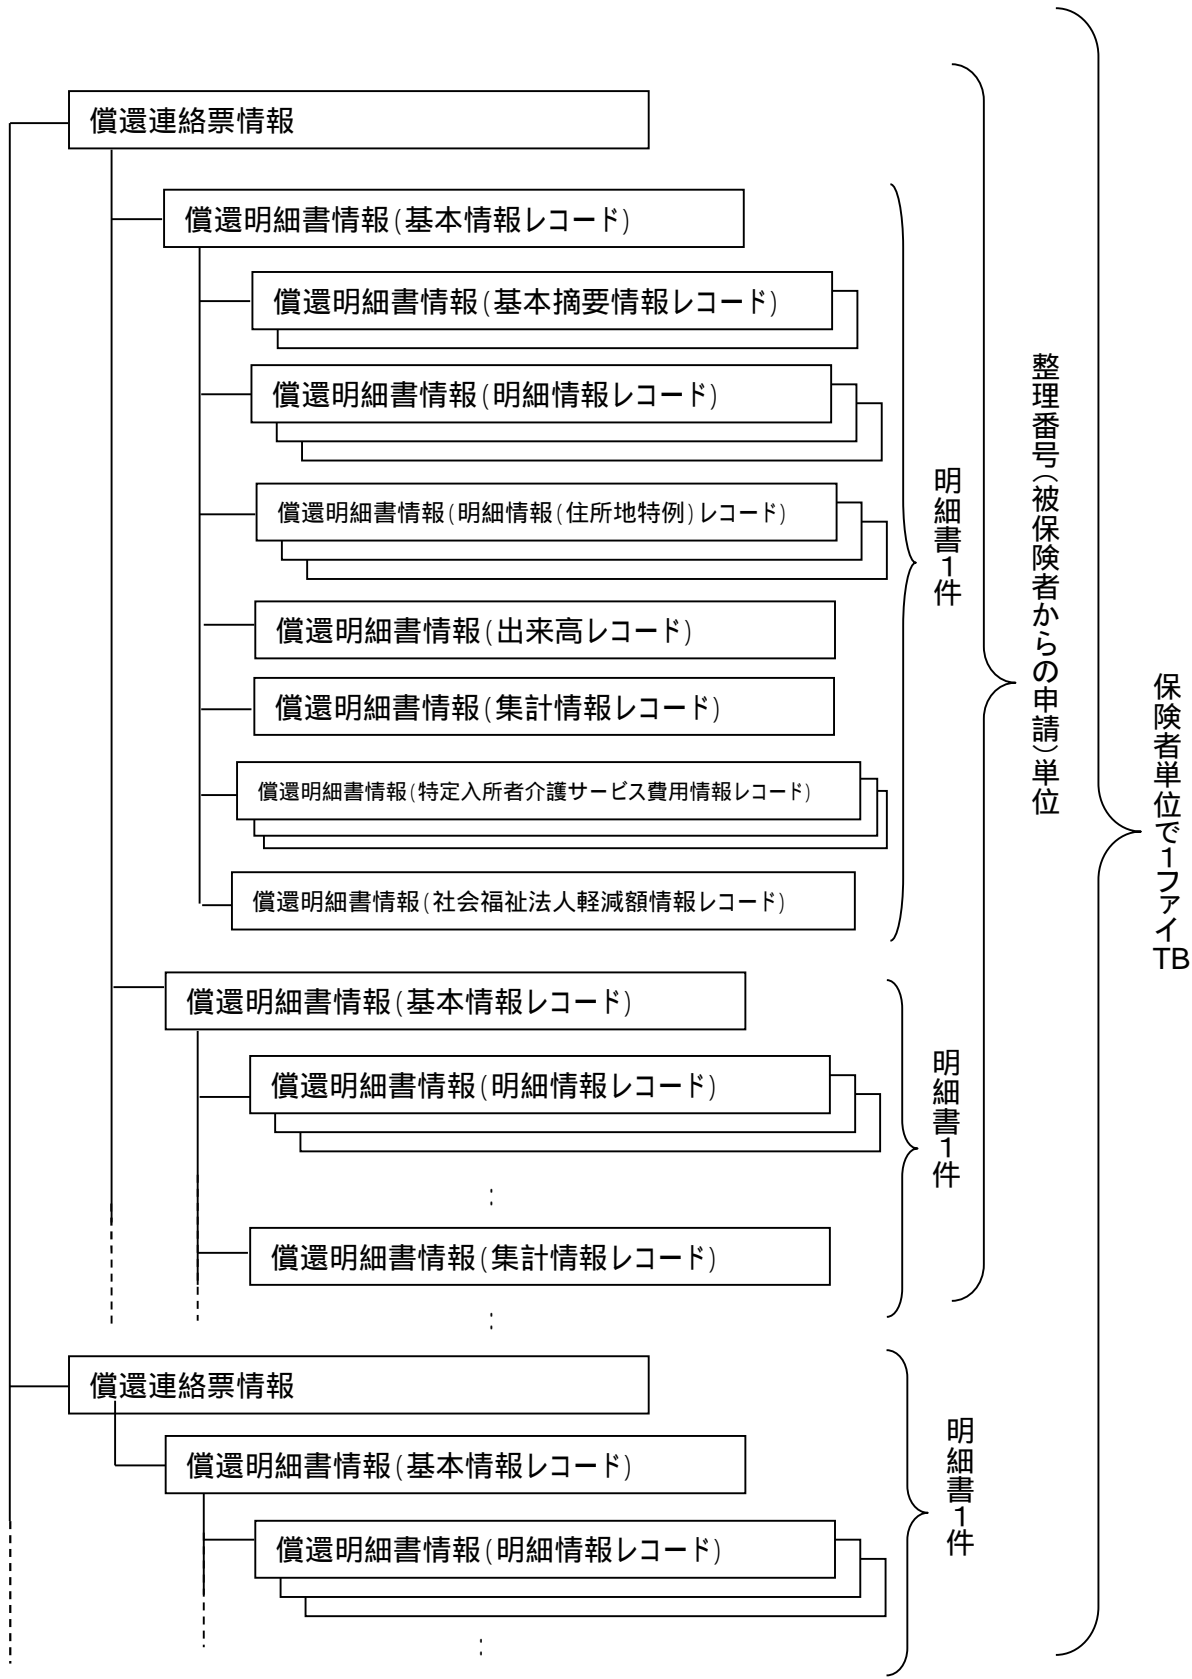 償還連絡票情報
償還明細書情報(基本情報レコード)
償還明細書情報(基本摘要情報レコード)
償還明細書情報(明細情報レコード)
償還明細書情報(明細情報(住所地特例)レコード)
償還明細書情報(出来高レコード)
償還明細書情報(集計情報レコード)
償還明細書情報(特定入所者介護サービス費用情報レコード)
償還明細書情報(社会福祉法人軽減額情報レコード)
明細書1件
償還明細書情報(基本情報レコード)
償還明細書情報(明細情報レコード)
:
償還明細書情報(集計情報レコード)
:
明細書1件
整理番号(被保険者からの申請)単位
償還連絡票情報
償還明細書情報(基本情報レコード)
償還明細書情報(明細情報レコード)
:
明細書1件
保険者単位で1ファイTB